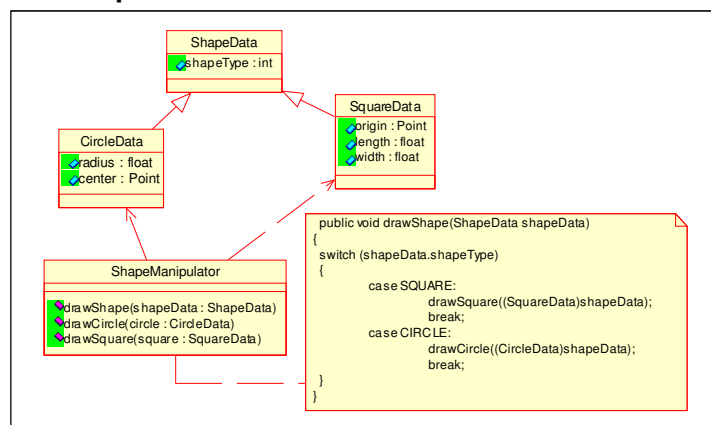 ShapeData
shapeType : int
SquareData
origin : Point
length : float
width : float
CircleData
radius : float
center : Point
ShapeManipulator
drawShape(shapeData : ShapeData)
drawCircle(circle : CircleData)
drawSquare(square : SquareData)
public void drawShape(ShapeData shapeData)
{
switch (shapeData.shapeType)
{
case SQUARE:
drawSquare((SquareData)shapeData);
break;
case CIRCLE:
drawCircle((CircleData)shapeData);
break;
}
}